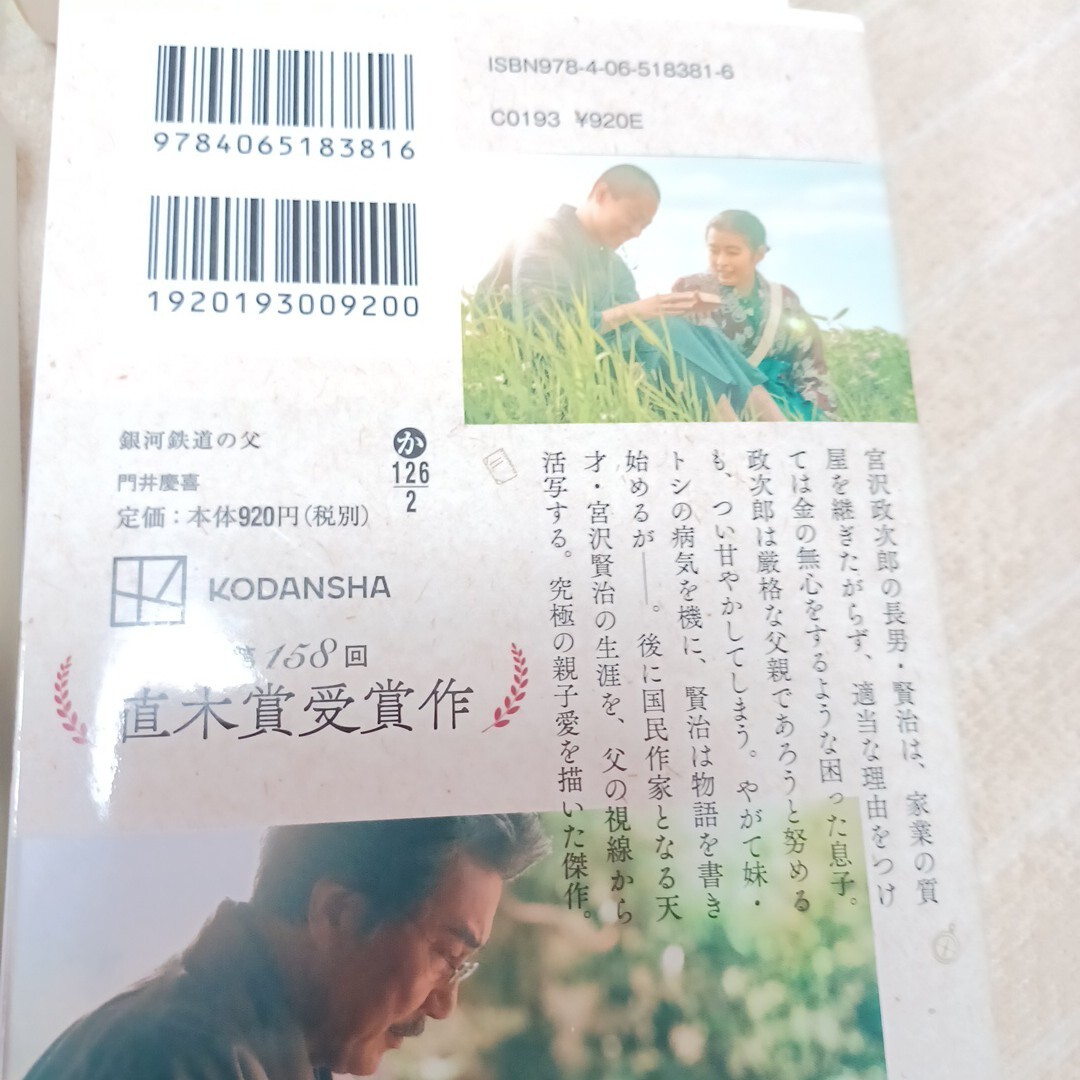 ISBN978-4-06-518381-6
C0193 ¥920E
9784065183816
1920193009200
銀河鉄道の父
門井慶喜
定価:本体920円(税別)
か
126
2
KODANSHA
第158回
直木賞受賞作
宮沢政次郎の長男・賢治は、家業の質
屋を継ぎたがらず、適当な理由をつけ
ては金の無心をするような困った息子。
政次郎は厳格な父親であろうと努める
も、つい甘やかしてしまう。やがて妹・
トシの病気を機に、賢治は物語を書き
始めるが――。後に国民作家となる天
才・宮沢賢治の生涯を、父の視線から
活写する。究極の親子愛を描いた傑作。